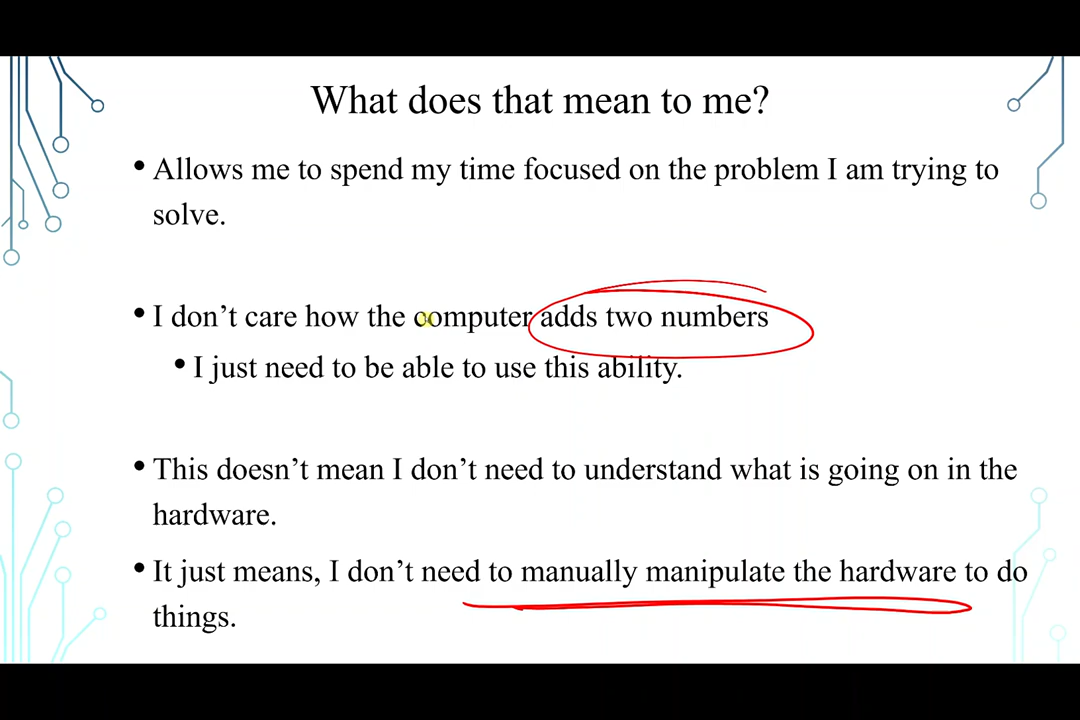 What does that mean to me?
• Allows me to spend my time focused on the problem I am trying to
solve.
• I don’t care how the computer adds two numbers
• I just need to be able to use this ability.
• This doesn’t mean I don’t need to understand what is going on in the
hardware.
• It just means, I don’t need to manually manipulate the hardware to do
things.